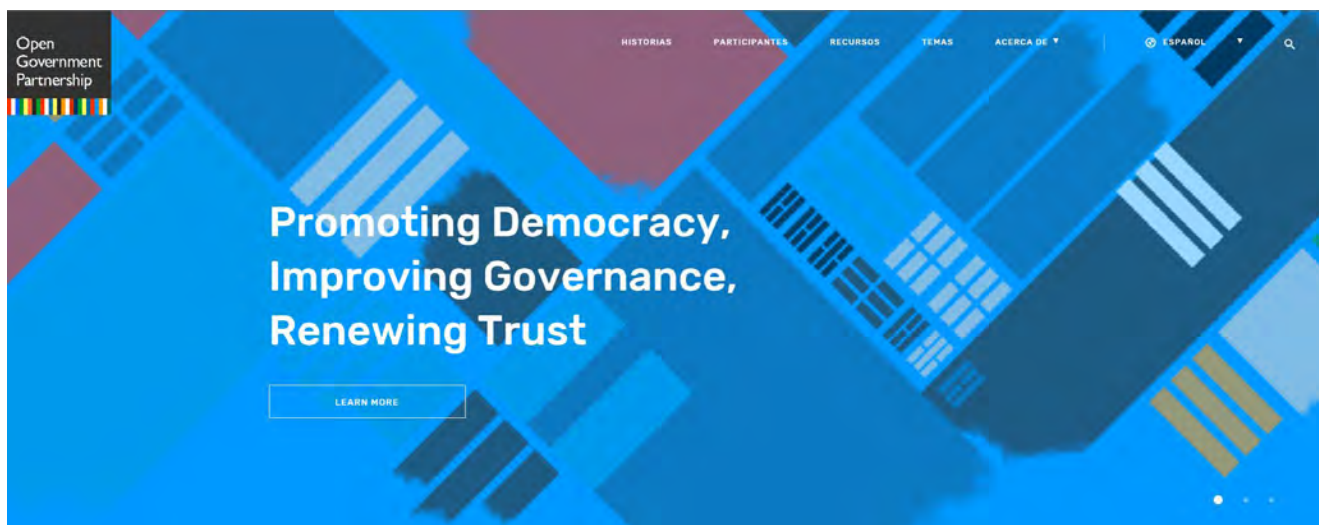 Open
Government
Partnership
HISTORIAS PARTICIPANTES RECURSOS TEMAS ACERCA DE ESPAÑOL
Promoting Democracy,
Improving Governance,
Renewing Trust
LEARN MORE